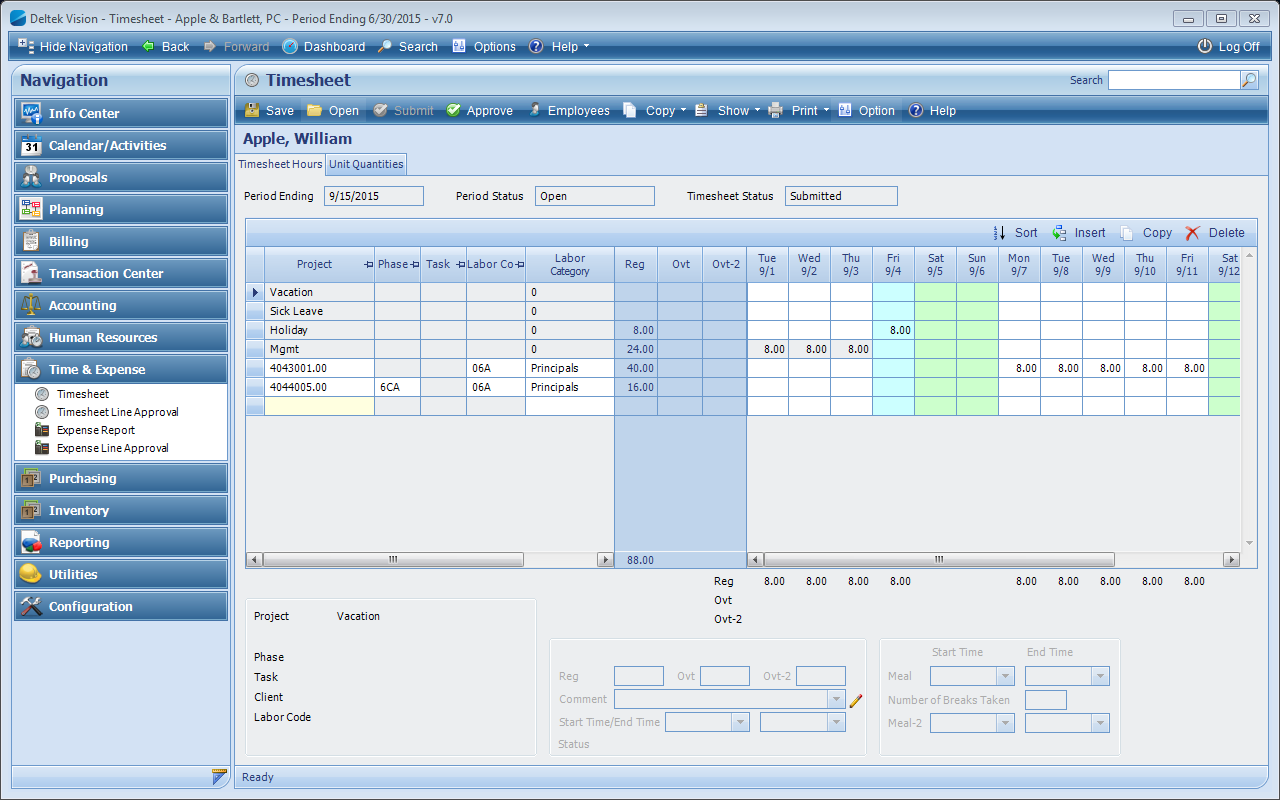 Deltek Vision - Timesheet - Apple & Bartlett, PC - Period Ending 6/30/2015 - v7.0
Hide Navigation Back Forward Dashboard Search Options Help Log Off
Navigation
Info Center
31 Calendar/Activities
Proposals
Planning
Billing
Transaction Center
Accounting
Human Resources
Time & Expense
Timesheet
Timesheet Line Approval
Expense Report
Expense Line Approval
Purchasing
Inventory
Reporting
Utilities
Configuration
Timesheet Search
Save Open Submit Approve Employees Copy Show Print Option Help
Apple, William
Timesheet Hours Unit Quantities
Period Ending 9/15/2015 Period Status Open Timesheet Status Submitted
Sort Insert Copy Delete
Project Phase Task Labor Co Labor Category Reg Ovt Ovt-2 Tue 9/1 Wed 9/2 Thu 9/3 Fri 9/4 Sat 9/5 Sun 9/6 Mon 9/7 Tue 9/8 Wed 9/9 Thu 9/10 Fri 9/11 Sat 9/12
Vacation 0
Sick Leave 0
Holiday 0 8.00 8.00
Mgmt 0 24.00 8.00 8.00 8.00
4043001.00 06A Principals 40.00 8.00 8.00 8.00 8.00 8.00
4044005.00 6CA 06A Principals 16.00
88.00
Reg 8.00 8.00 8.00 8.00 8.00 8.00 8.00 8.00 8.00
Ovt
Ovt-2
Project Vacation
Phase
Task
Client
Labor Code
Reg Ovt Ovt-2
Comment
Start Time/End Time
Status
Start Time End Time
Meal
Number of Breaks Taken
Meal-2
Ready